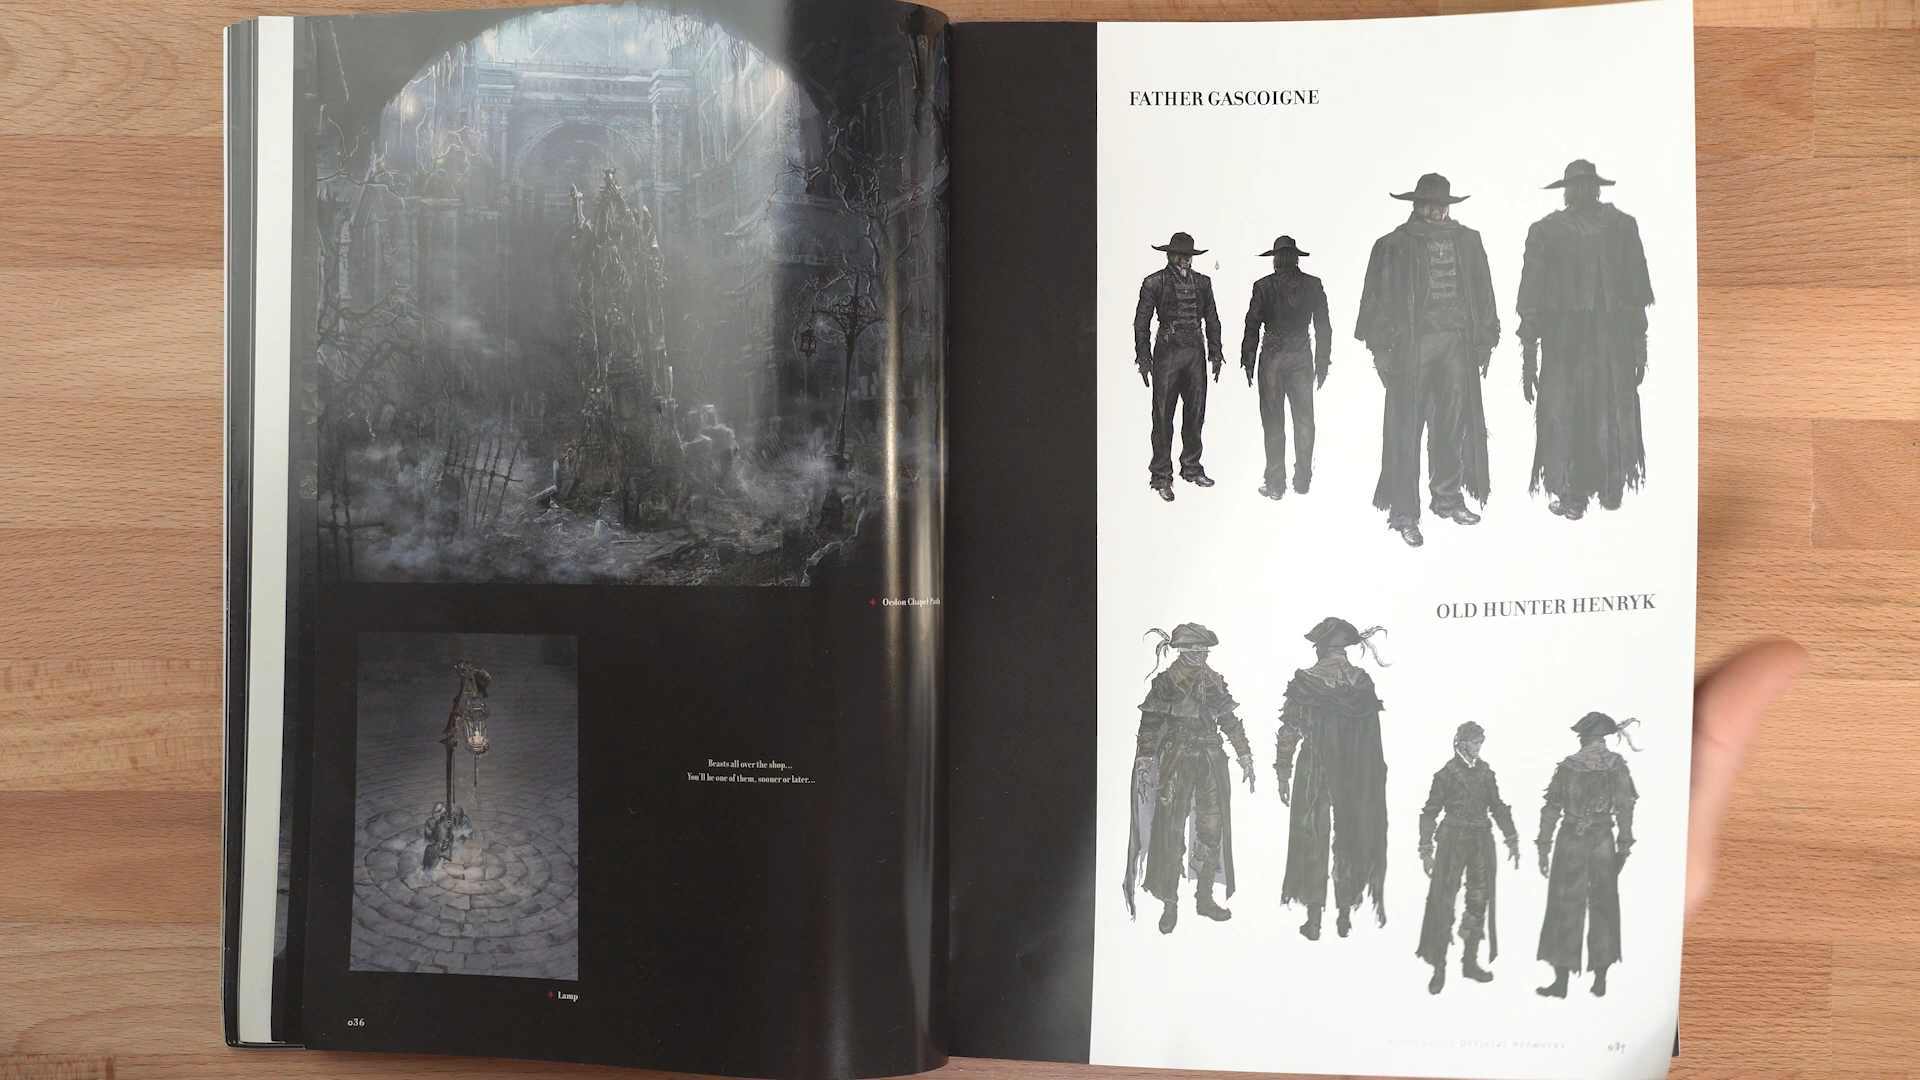 Oedon Chapel Path
Beasts all over the shop...
You'll be one of them, sooner or later...
Lamp
036
FATHER GASCOIGNE
OLD HUNTER HENRYK
Official Artworks